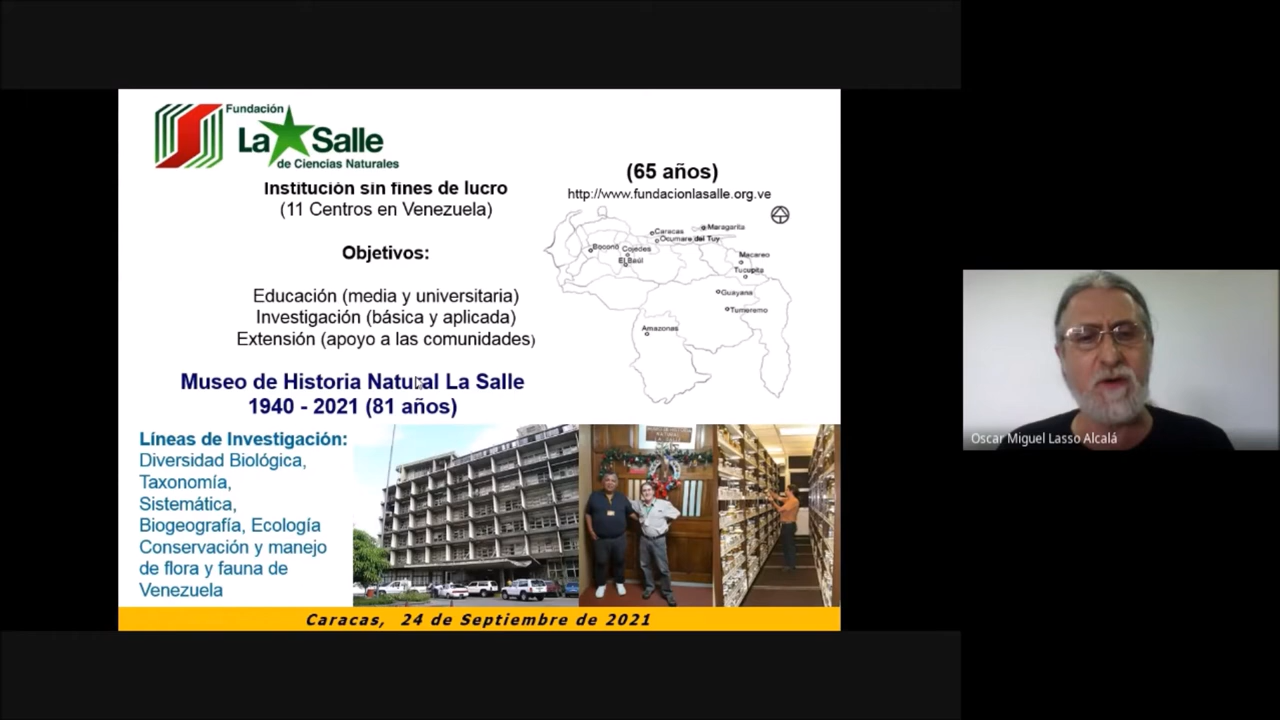 Fundación
La Salle
de Ciencias Naturales
Institución sin fines de lucro
(11 Centros en Venezuela)
(65 años)
http://www.fundacionlasalle.org.ve
Objetivos:
Educación (media y universitaria)
Investigación (básica y aplicada)
Extensión (apoyo a las comunidades)
Caracas
Maragarita
Ocumare del Tuy
Boconó
Cojedes
El Baúl
Macareo
Tucupita
Guayana
Tumeremo
Amazonas
Museo de Historia Natural La Salle
1940 - 2021 (81 años)
Líneas de Investigación:
Diversidad Biológica,
Taxonomía,
Sistemática,
Biogeografía, Ecología
Conservación y manejo
de flora y fauna de
Venezuela
NATURAL
LA SALLE
Caracas, 24 de Septiembre de 2021
Oscar Miguel Lasso Alcalá